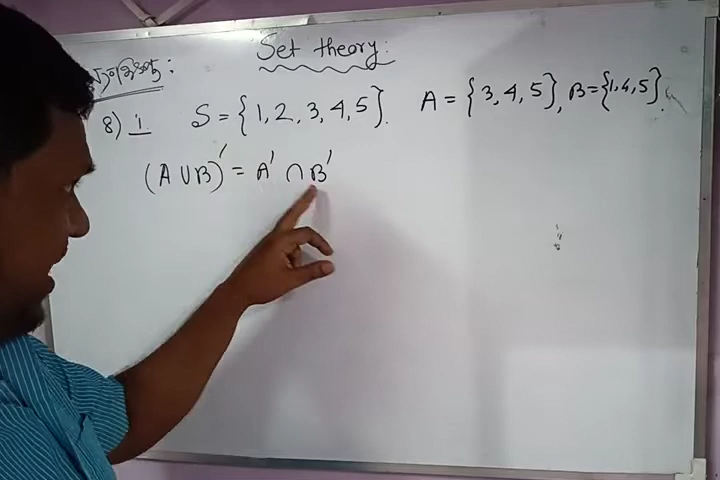 Set theory:
8) i S = {1, 2, 3, 4, 5}. A = {3, 4, 5}, B = {1, 4, 5}.
(A ∪ B)' = A' ∩ B'